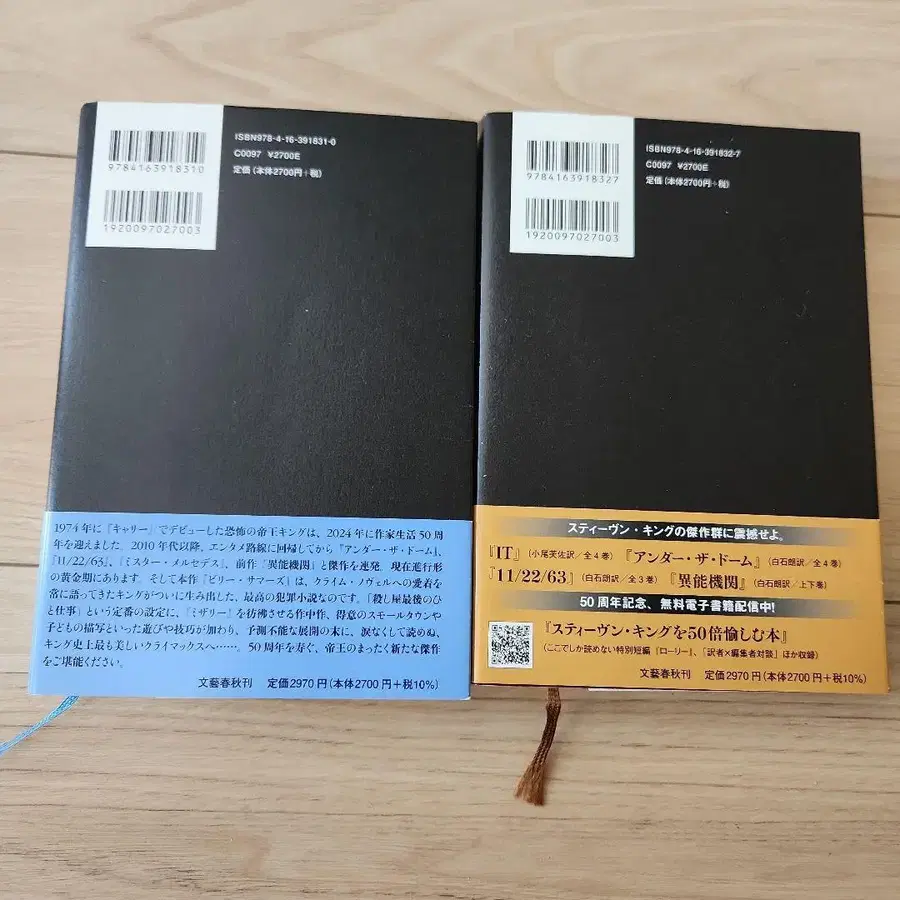 ISBN978-4-16-391831-0
C0097 ¥2700E
定価(本体2700円+税)
9784163918310
1920097027003
1974年に『キャリー』でデビューした恐怖の帝王キングは、2024年に作家生活50周
年を迎えました。2010年代以降、エンタメ路線に回帰してから『アンダー・ザ・ドーム』、
『11/22/63』、『ミスター・メルセデス』、前作『異能機関』と傑作を連発。現在進行形
の黄金期にあります。そして本作『ビリー・サマーズ』は、クライム・ノヴェルへの愛着を
常に語ってきたキングがついに生み出した、最高の犯罪小説なのです。「殺し屋最後のひ
と仕事」という定番の設定に、『ミザリー』を彷彿させる作中作、得意のスモールタウンや
子どもの描写といった遊びや技巧が加わり、予測不能な展開の末に、涙なくして読めぬ、
キング史上最も美しいクライマックスへ……。50周年を寿ぐ、帝王のまったく新たな傑作
をご堪能ください。
文藝春秋刊 定価2970円(本体2700円+税10%)
ISBN978-4-16-391832-7
C0097 ¥2700E
定価(本体2700円+税)
9784163918327
1920097027003
スティーヴン・キングの傑作群に震撼せよ。
『IT』(小尾芙佐訳/全4巻) 『アンダー・ザ・ドーム』(白石朗訳/全4巻)
『11/22/63』(白石朗訳/全3巻) 『異能機関』(白石朗訳/上下巻)
50周年記念、無料電子書籍配信中!
『スティーヴン・キングを50倍愉しむ本』
(ここでしか読めない特別短編「ローリー」、「訳者×編集者対談」ほか収録)
文藝春秋刊 定価2970円(本体2700円+税10%)